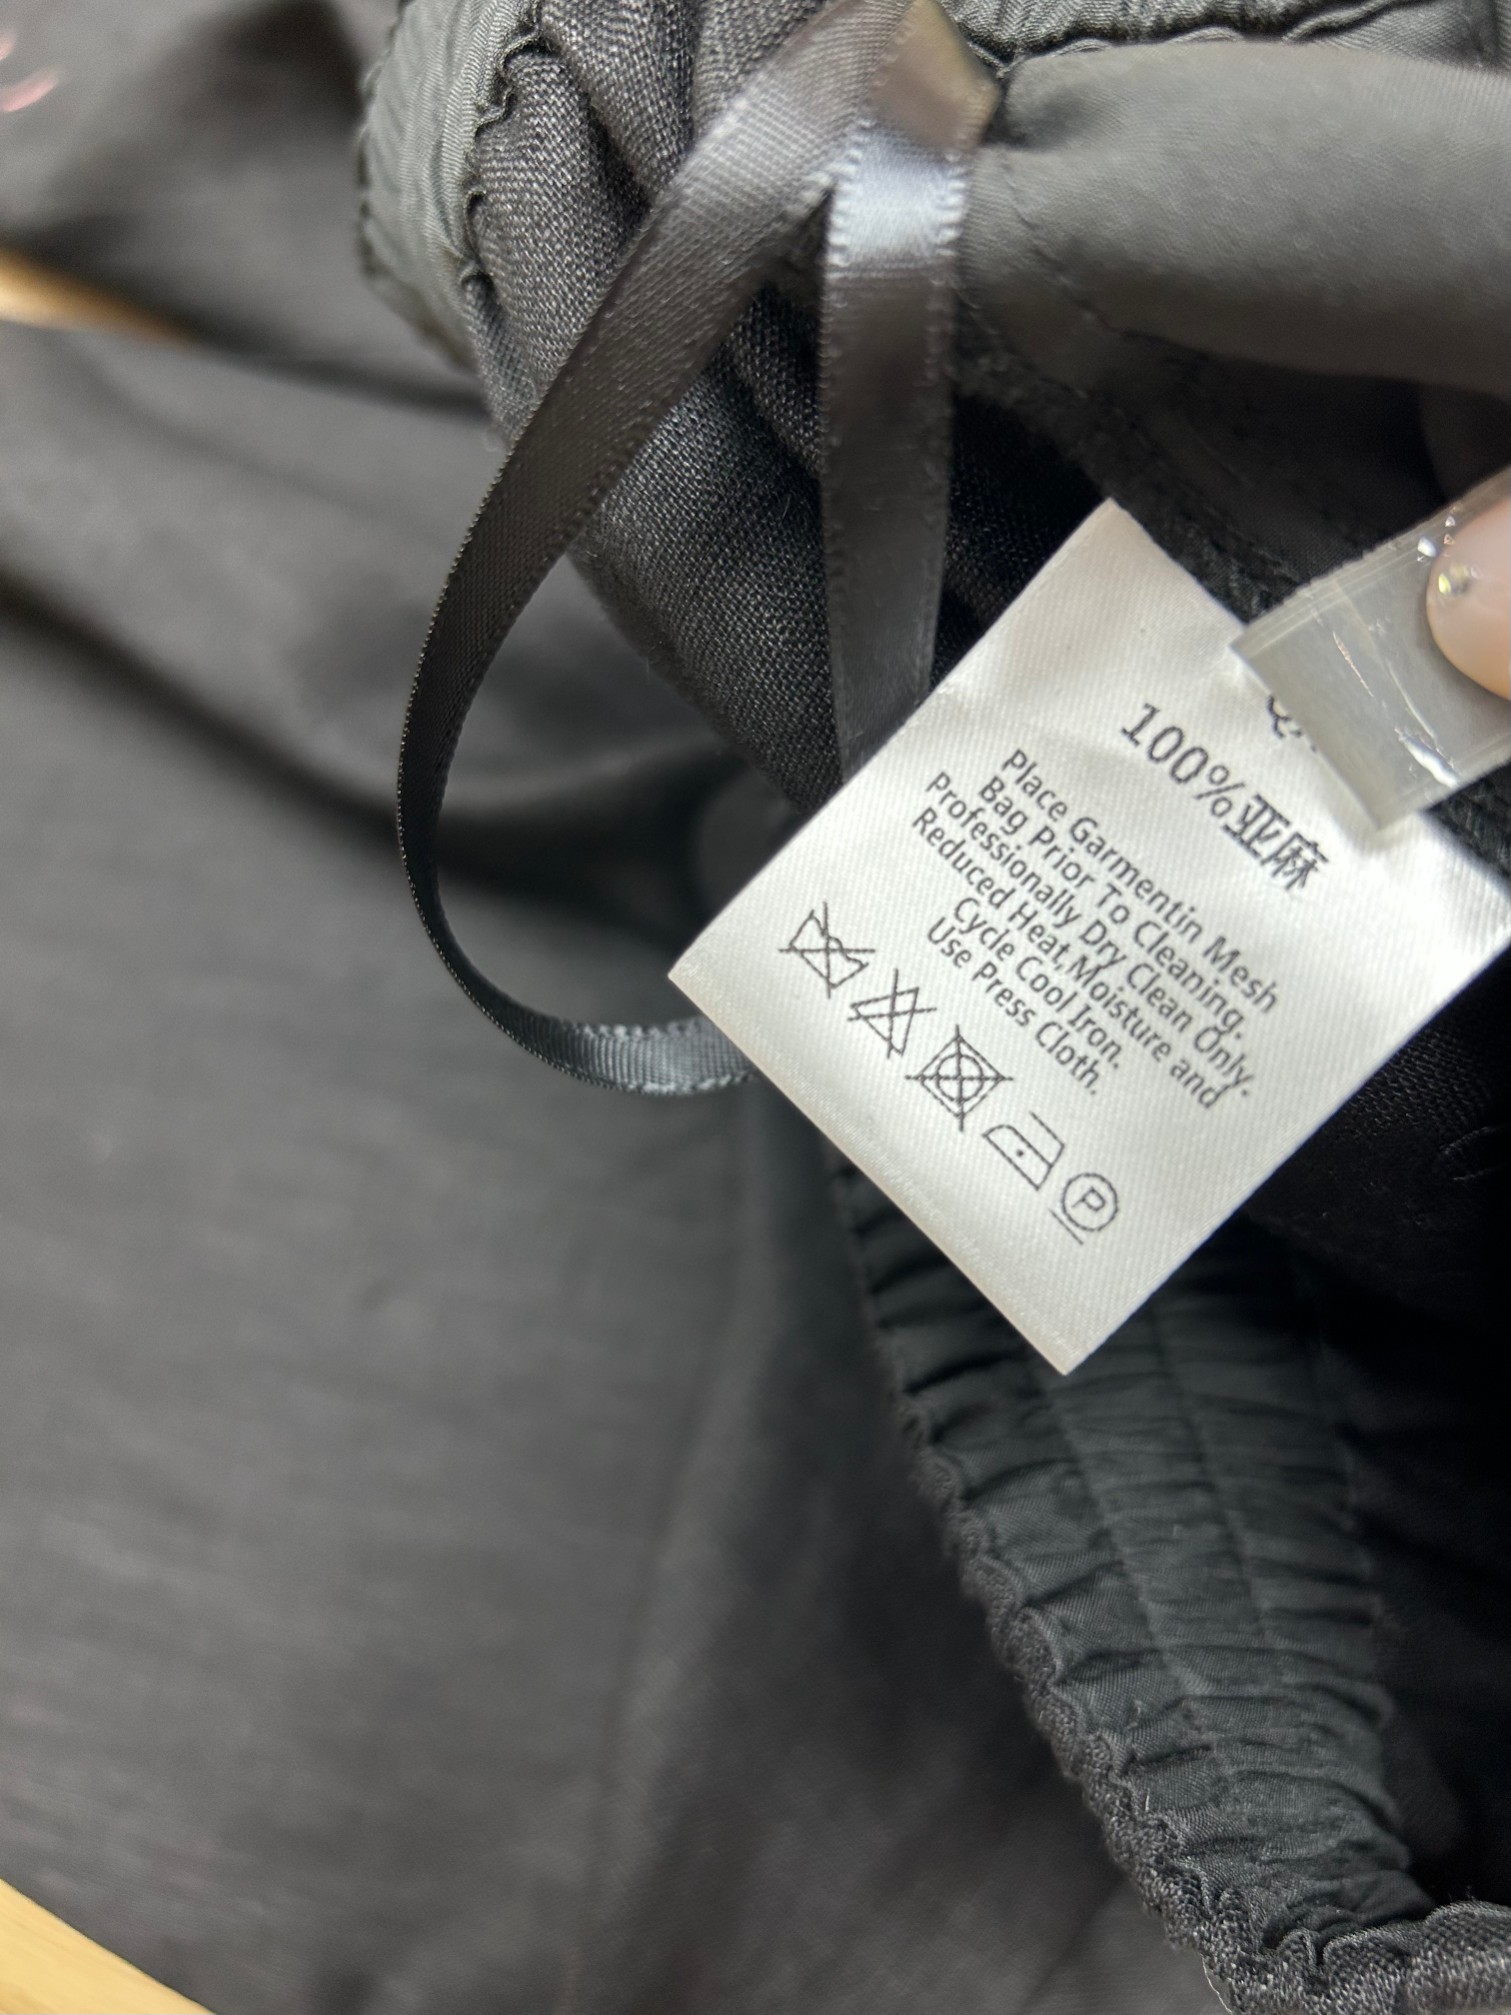 100%亚麻
Place Garmentin Mesh
Bag Prior To Cleaning.
Professionally Dry Clean Only.
Reduced Heat,Moisture and
Cycle Cool Iron.
Use Press Cloth.
P